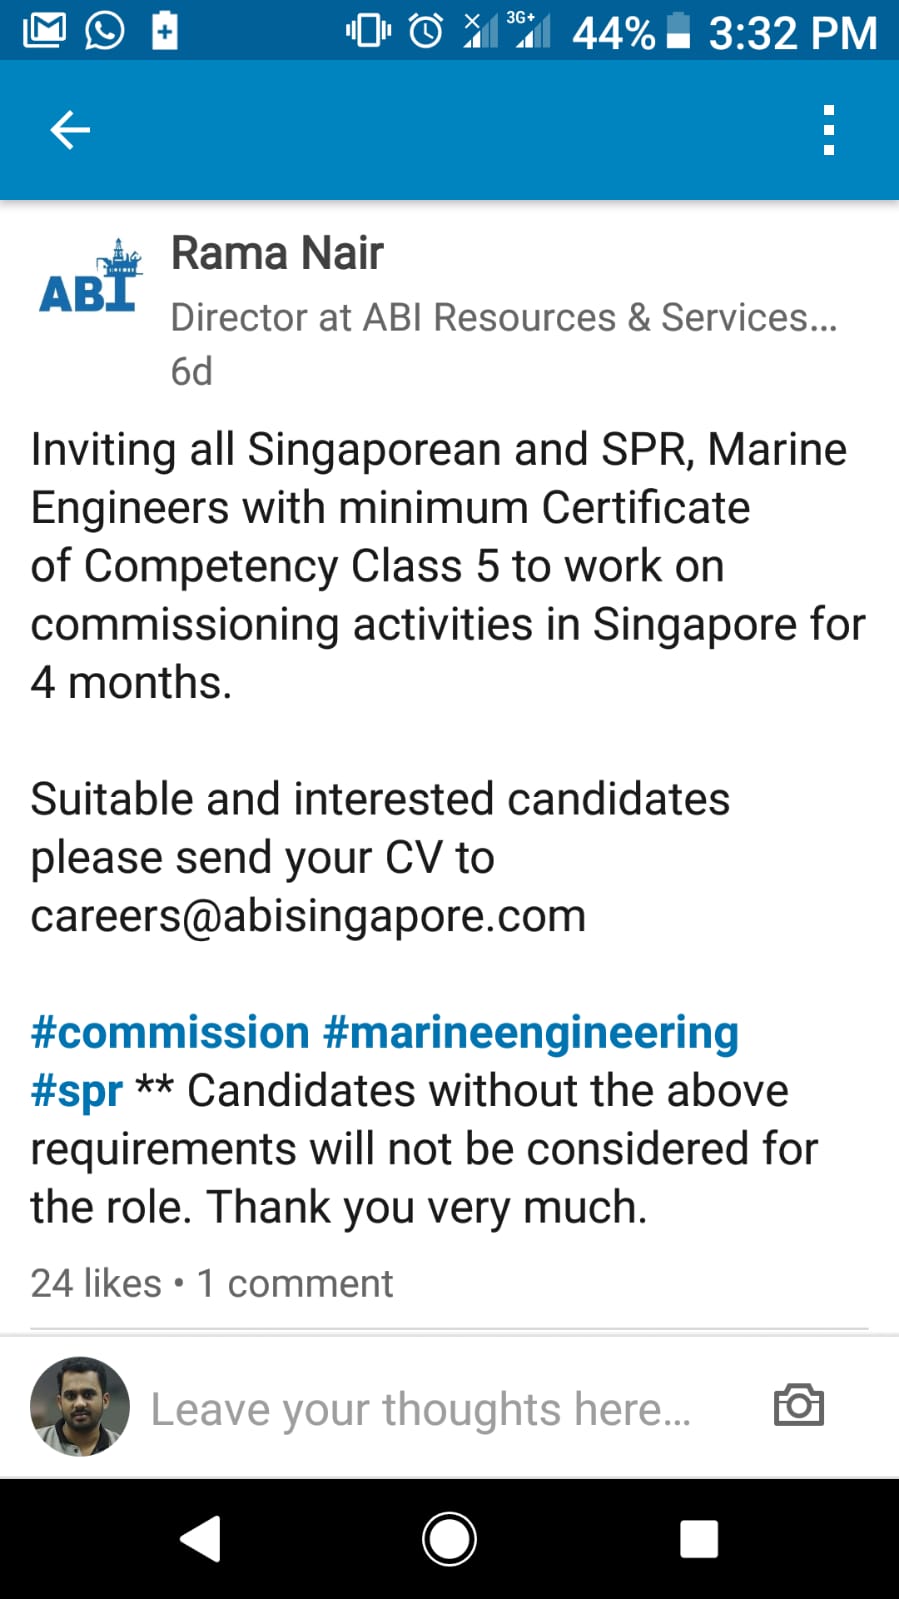 3G+ 44% 3:32 PM
ABI
Rama Nair
Director at ABI Resources & Services...
6d
Inviting all Singaporean and SPR, Marine
Engineers with minimum Certificate
of Competency Class 5 to work on
commissioning activities in Singapore for
4 months.
Suitable and interested candidates
please send your CV to
careers@abisingapore.com
#commission #marineengineering
#spr ** Candidates without the above
requirements will not be considered for
the role. Thank you very much.
24 likes • 1 comment
Leave your thoughts here...